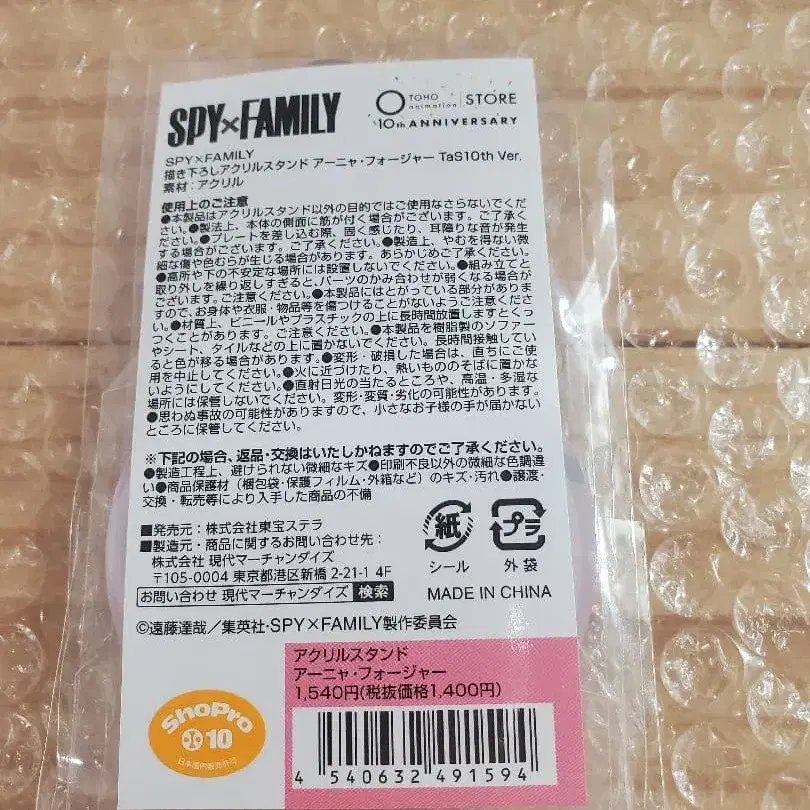 SPY×FAMILY
TOHO animation STORE
10th ANNIVERSARY
SPY×FAMILY
描き下ろしアクリルスタンド アーニャ・フォージャー TaS10th Ver.
素材：アクリル
使用上のご注意
●本製品はアクリルスタンド以外の目的ではご使用なさらないでくださ
い。●製法上、本体の側面に筋が付く場合がございます。ご了承く
ださい。●プレートを差し込む際、固く感じたり、耳障りな音が発生
する場合がございます。ご了承ください。●製造上、やむを得ない微
細な傷や色むらが生じる場合があります。あらかじめご了承ください。
●高所や下の不安定な場所には設置しないでください。●組み立てと
取り外しを繰り返しすぎると、パーツのかみ合わせが弱くなる場合が
ございます。ご注意ください。●本製品にはとがっている部分がありま
すので、お身体や衣服・物品等を傷つけることがないようご注意くださ
い。●材質上、ビニールやプラスチックの上に長時間放置しますとくっ
つくことがあります。ご注意ください。●本製品を樹脂製のソファー
やシート、タイルなどの上に置かないでください。長時間接触してい
ると色が移る場合があります。●変形・破損した場合は、直ちにご使
用を中止してください。●火に近づけたり、熱いもののそばに置かな
いようにしてください。●直射日光の当たるところや、高温・多湿な
場所には保管しないでください。変形・変質・劣化の可能性があります。
●思わぬ事故の可能性がありますので、小さなお子様の手が届かない
ところに保管してください。
※下記の場合、返品・交換はいたしかねますのでご了承ください。
●製造工程上、避けられない微細なキズ●印刷不良以外の微細な色調違
い●商品保護材（梱包袋・保護フィルム・外箱など）のキズ・汚れ●譲渡・
交換・転売等により入手した商品の不備
■発売元：株式会社東宝ステラ
■製造元・商品に関するお問い合わせ先：
株式会社 現代マーチャンダイズ
〒105-0004 東京都港区新橋 2-21-1 4F
お問い合わせ 現代マーチャンダイズ 検索
紙
シール
プラ
外袋
MADE IN CHINA
©遠藤達哉／集英社・SPY×FAMILY製作委員会
アクリルスタンド
アーニャ・フォージャー
1,540円(税抜価格1,400円)
4 540632 491594
ShoPro
小 10
日本国内販売許可